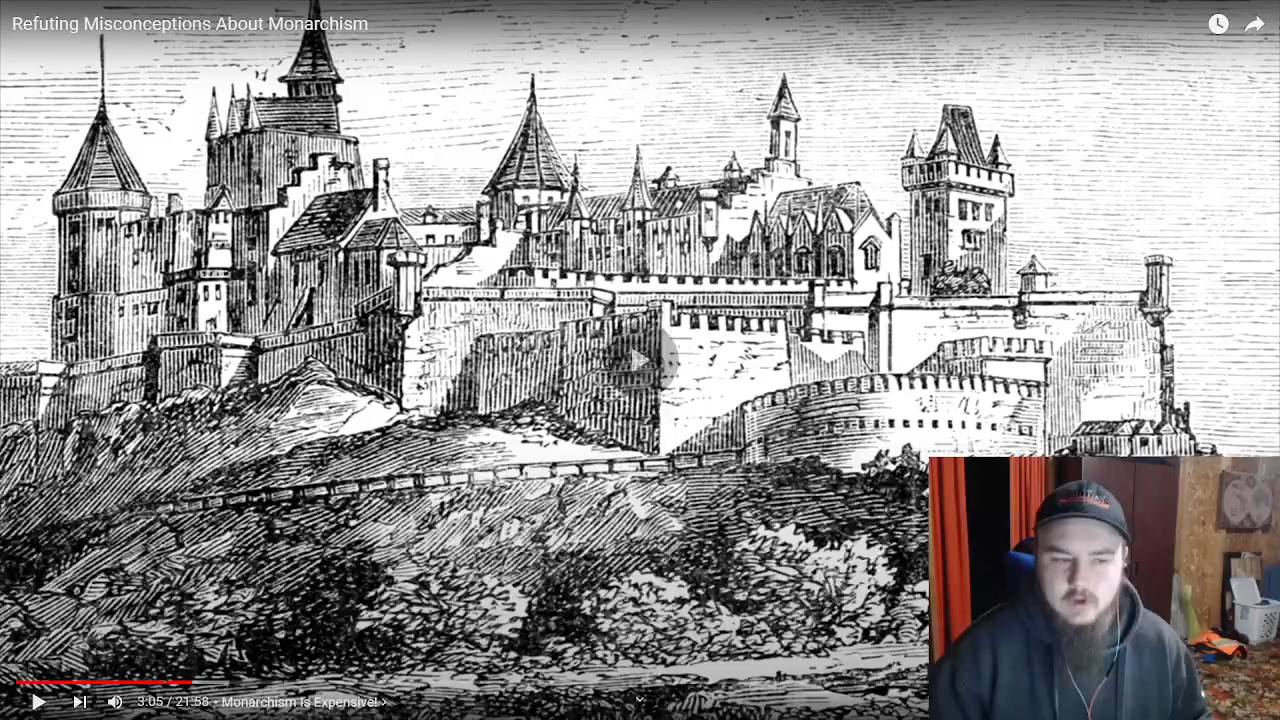 Refuting Misconceptions About Monarchism
3:05 / 21:58 • Monarchism Is Expensive! ›